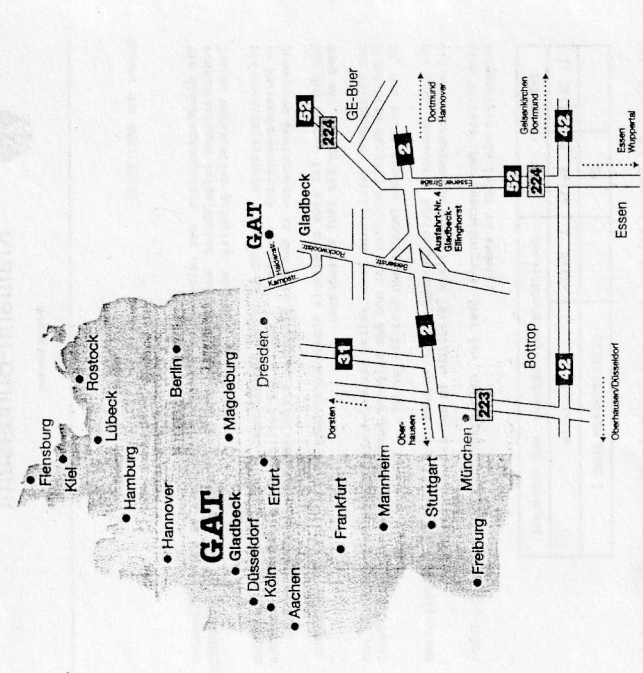 Flensburg
Kiel
Rostock
Lübeck
Hamburg
Berlin
Hannover
Magdeburg
GAT
Gladbeck
Düsseldorf
Köln
Aachen
Erfurt
Dresden
Frankfurt
Mannheim
Stuttgart
München
Freiburg
GAT
Haldenstr.
Kampstr.
Gladbeck
Rockwoolstr.
Beisenstr.
52
224
GE-Buer
31
2
2
Dortmund
Hannover
Ausfahrt-Nr. 4
Gladbeck-
Ellinghorst
Essener Straße
Dorsten
Ober-
hausen
223
Bottrop
52
224
Gelsenkirchen
Dortmund
42
42
Essen
Wuppertal
Essen
Oberhausen/Düsseldorf